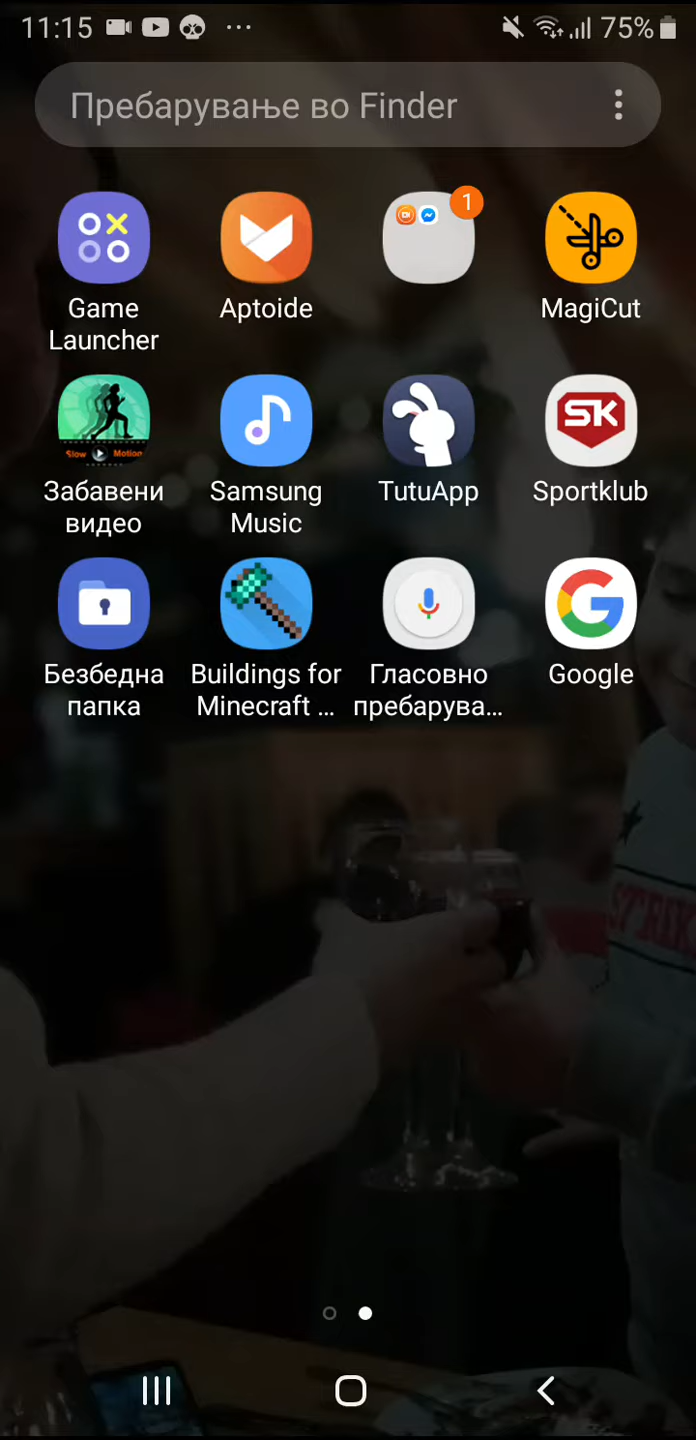 11:15
75%
Пребарување во Finder
1
Game
Launcher
Aptoide
MagiCut
Slow Motion
Забавени
видео
Samsung
Music
TutuApp
SK
Sportklub
Безбедна
папка
Buildings for
Minecraft ...
Гласовно
пребарува...
Google